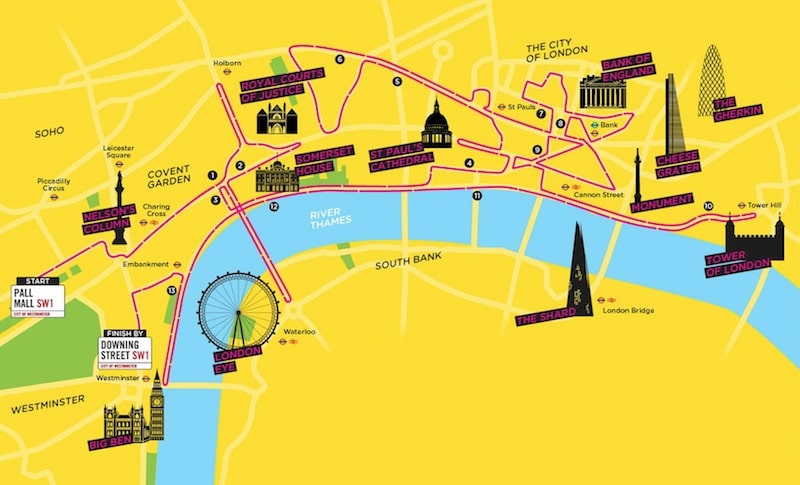 Holborn
ROYAL COURTS
OF JUSTICE
6
5
THE CITY
OF LONDON
BANK OF
ENGLAND
THE
GHERKIN
St Pauls
7
8
Bank
SOHO
Leicester
Square
COVENT
GARDEN
1
2
3
SOMERSET
HOUSE
ST PAUL'S
CATHEDRAL
4
9
CHEESE
GRATER
Piccadilly
Circus
NELSON'S
COLUMN
Charing
Cross
12
11
Cannon Street
MONUMENT
10
Tower Hill
RIVER
THAMES
Embankment
SOUTH BANK
TOWER
OF LONDON
START
PALL
MALL SW1
CITY OF WESTMINSTER
13
THE SHARD
London Bridge
FINISH BY
DOWNING
STREET SW1
CITY OF WESTMINSTER
Waterloo
LONDON
EYE
Westminster
WESTMINSTER
BIG BEN